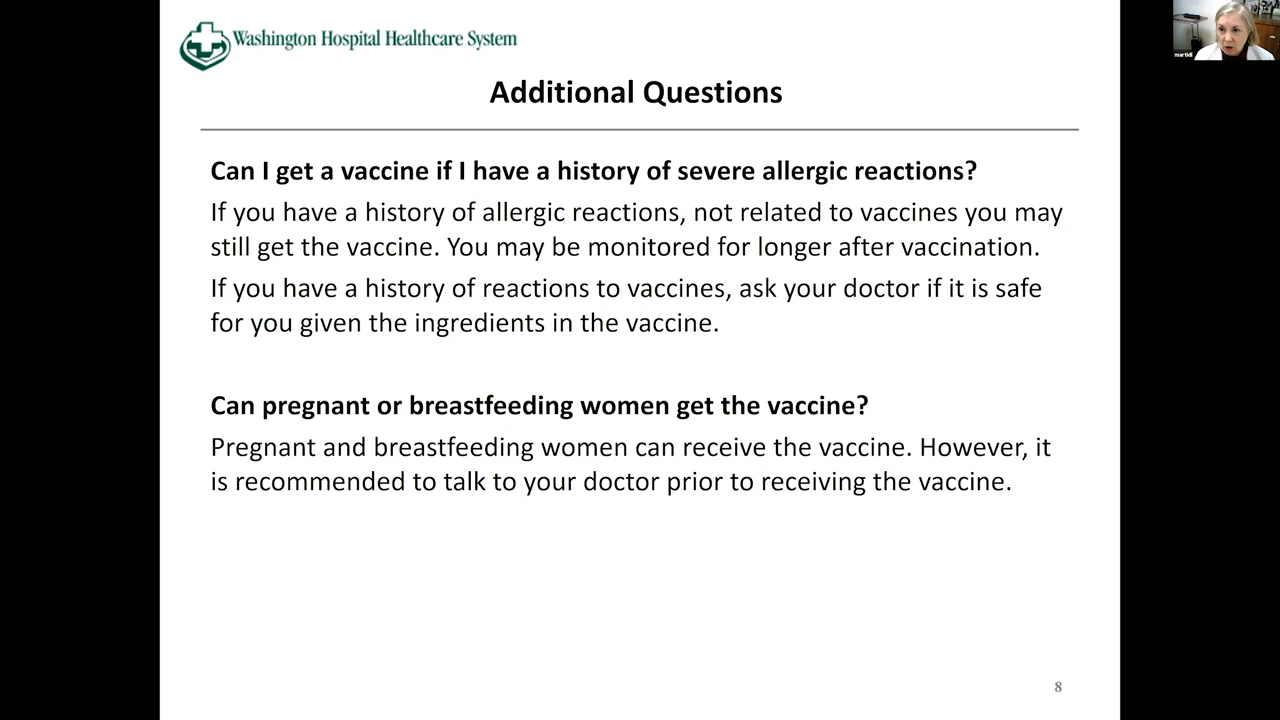 Washington Hospital Healthcare System
Additional Questions
Can I get a vaccine if I have a history of severe allergic reactions?
If you have a history of allergic reactions, not related to vaccines you may
still get the vaccine. You may be monitored for longer after vaccination.
If you have a history of reactions to vaccines, ask your doctor if it is safe
for you given the ingredients in the vaccine.
Can pregnant or breastfeeding women get the vaccine?
Pregnant and breastfeeding women can receive the vaccine. However, it
is recommended to talk to your doctor prior to receiving the vaccine.
8